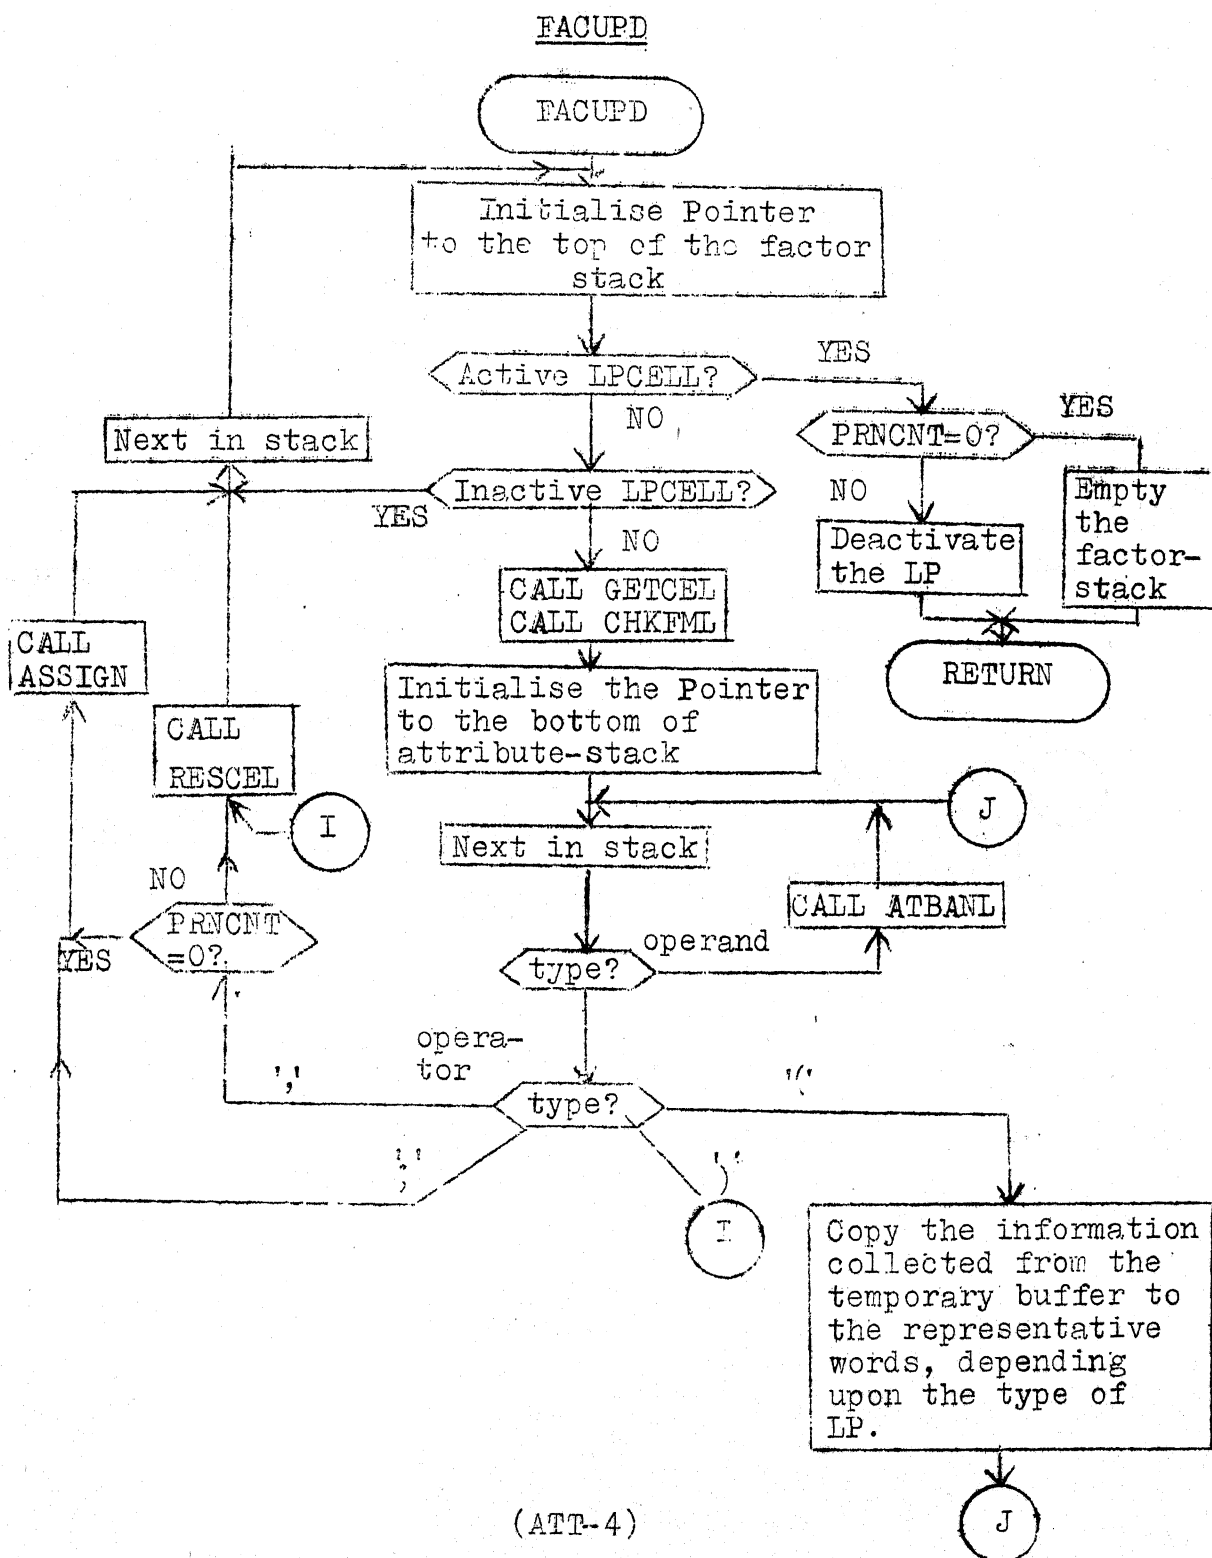 FACUPD
FACUPD
Initialise Pointer
to the top of the factor
stack
Active LPCELL?
YES
NO
PRNCNT=0?
YES
NO
Empty
the
factor-
stack
Deactivate
the LP
RETURN
Next in stack
Inactive LPCELL?
YES
NO
CALL GETCEL
CALL CHKFML
CALL
ASSIGN
CALL
RESCEL
I
Initialise the Pointer
to the bottom of
attribute-stack
J
Next in stack
CALL ATBANL
NO
PRNCNT
=0?
YES
type?
operand
opera-
tor
','
type?
'('
';'
')'
I
Copy the information
collected from the
temporary buffer to
the representative
words, depending
upon the type of
LP.
J
(ATT-4)